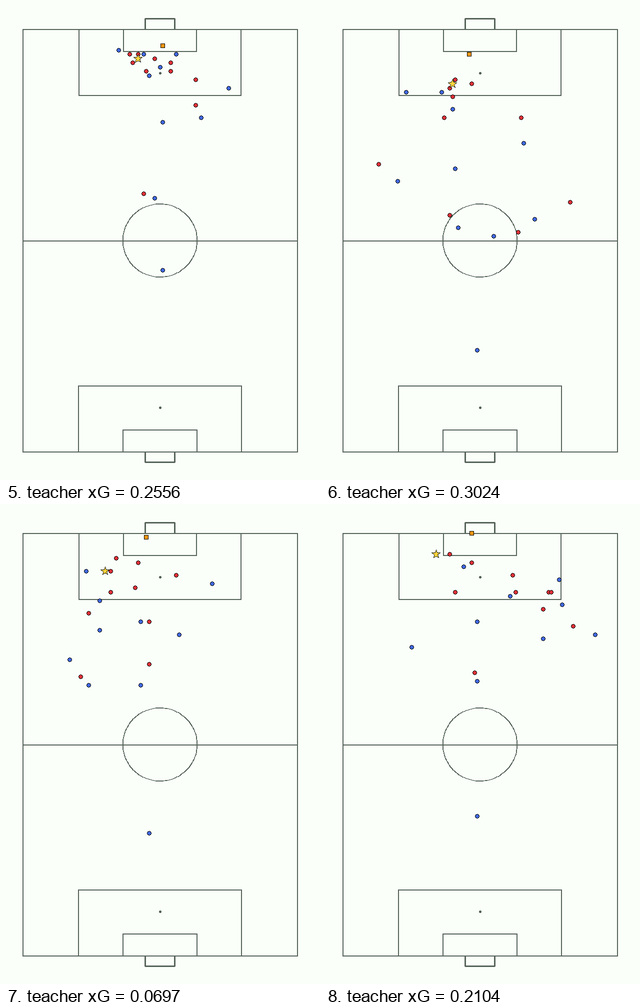 5. teacher xG = 0.2556
6. teacher xG = 0.3024
7. teacher xG = 0.0697
8. teacher xG = 0.2104